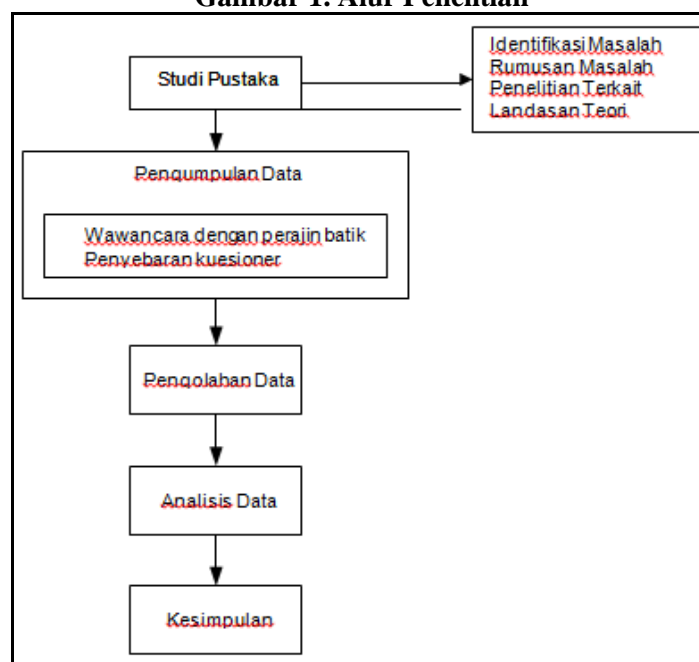 Gambar 1. Alur Penelitian
Studi Pustaka
Identifikasi Masalah
Rumusan Masalah
Penelitian Terkait
Landasan Teori
Pengumpulan Data
Wawancara dengan perajin batik
Penyebaran kuesioner
Pengolahan Data
Analisis Data
Kesimpulan